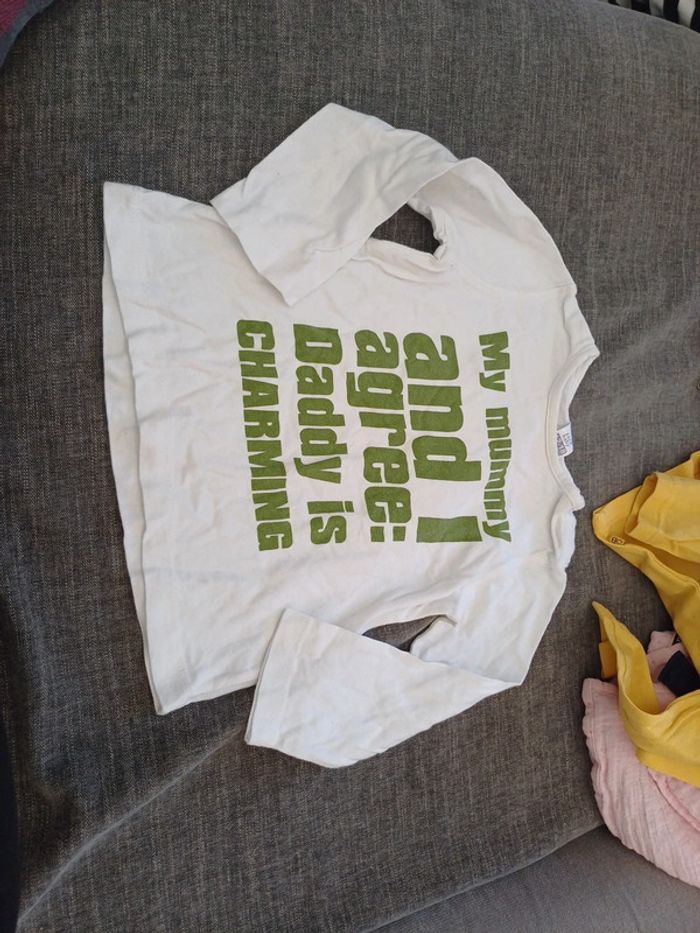 My mummy
and I
agree:
Daddy is
CHARMING